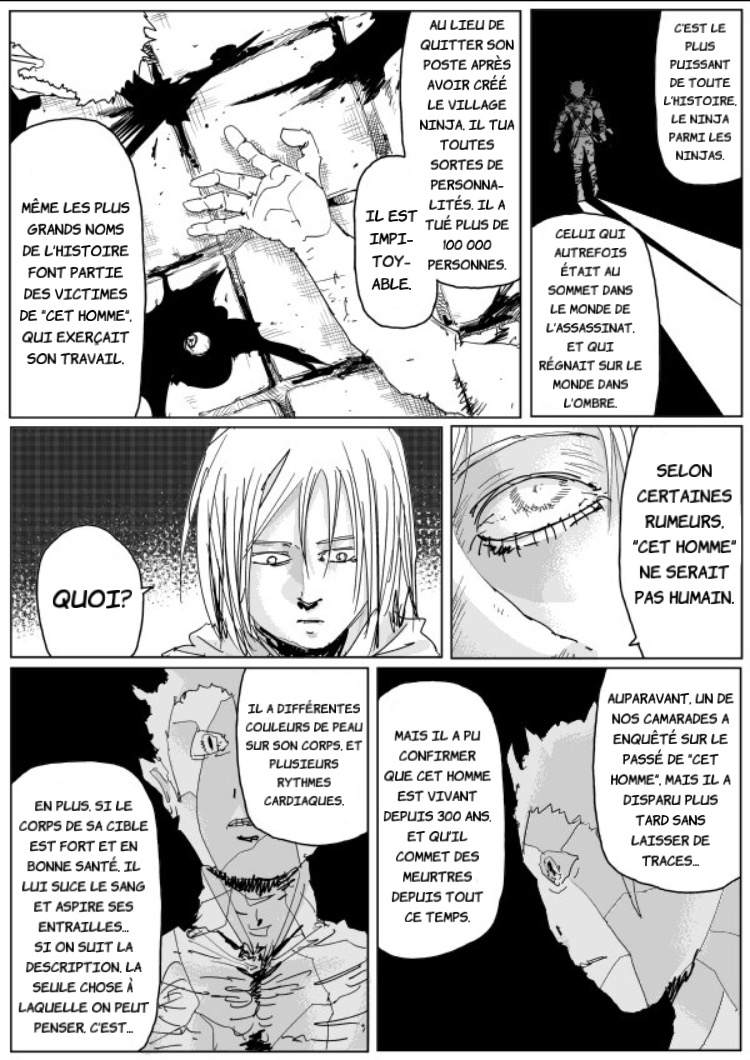 C'EST LE
PLUS
PUISSANT
DE TOUTE
L'HISTOIRE,
LE NINJA
PARMI LES
NINJAS.
CELUI QUI
AUTREFOIS
ÉTAIT AU
SOMMET DANS
LE MONDE DE
L'ASSASSINAT,
ET QUI
RÉGNAIT SUR LE
MONDE DANS
L'OMBRE.
AU LIEU DE
QUITTER SON
POSTE APRÈS
AVOIR CRÉÉ
LE VILLAGE
NINJA, IL TUA
TOUTES
SORTES DE
PERSONNA-
LITÉS. IL A
TUÉ PLUS DE
100 000
PERSONNES.
IL EST
IMPI-
TOY-
ABLE.
MÊME LES PLUS
GRANDS NOMS
DE L'HISTOIRE
FONT PARTIE
DES VICTIMES
DE "CET HOMME",
QUI EXERÇAIT
SON TRAVAIL.
SELON
CERTAINES
RUMEURS,
"CET HOMME"
NE SERAIT
PAS HUMAIN.
QUOI?
AUPARAVANT, UN DE
NOS CAMARADES A
ENQUÊTÉ SUR LE
PASSÉ DE "CET
HOMME", MAIS IL A
DISPARU PLUS
TARD SANS
LAISSER DE
TRACES...
MAIS IL A PU
CONFIRMER
QUE CET HOMME
EST VIVANT
DEPUIS 300 ANS,
ET QU'IL
COMMET DES
MEURTRES
DEPUIS TOUT
CE TEMPS.
IL A DIFFÉRENTES
COULEURS DE PEAU
SUR SON CORPS, ET
PLUSIEURS
RYTHMES
CARDIAQUES.
EN PLUS, SI LE
CORPS DE SA CIBLE
EST FORT ET EN
BONNE SANTÉ, IL
LUI SUCE LE SANG
ET ASPIRE SES
ENTRAILLES...
SI ON SUIT LA
DESCRIPTION, LA
SEULE CHOSE À
LAQUELLE ON PEUT
PENSER, C'EST...